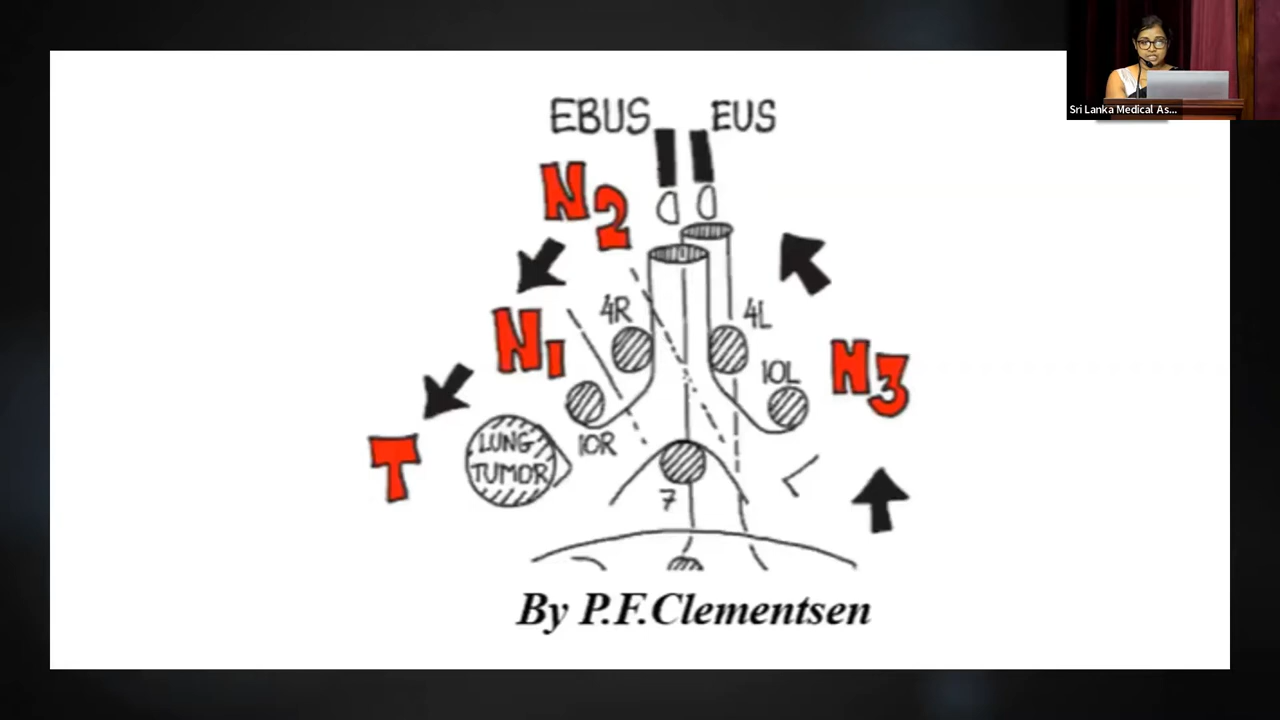 Sri Lanka Medical As...
EBUS
EUS
N2
4R
4L
N1
10L
N3
T
LUNG
TUMOR
10R
7
By P.F.Clementsen